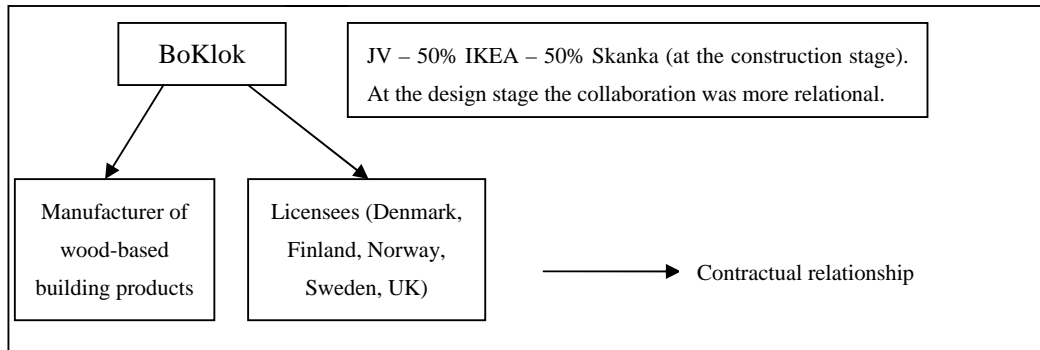 BoKlok
JV – 50% IKEA – 50% Skanka (at the construction stage).
At the design stage the collaboration was more relational.
Manufacturer of
wood-based
building products
Licensees (Denmark,
Finland, Norway,
Sweden, UK)
Contractual relationship